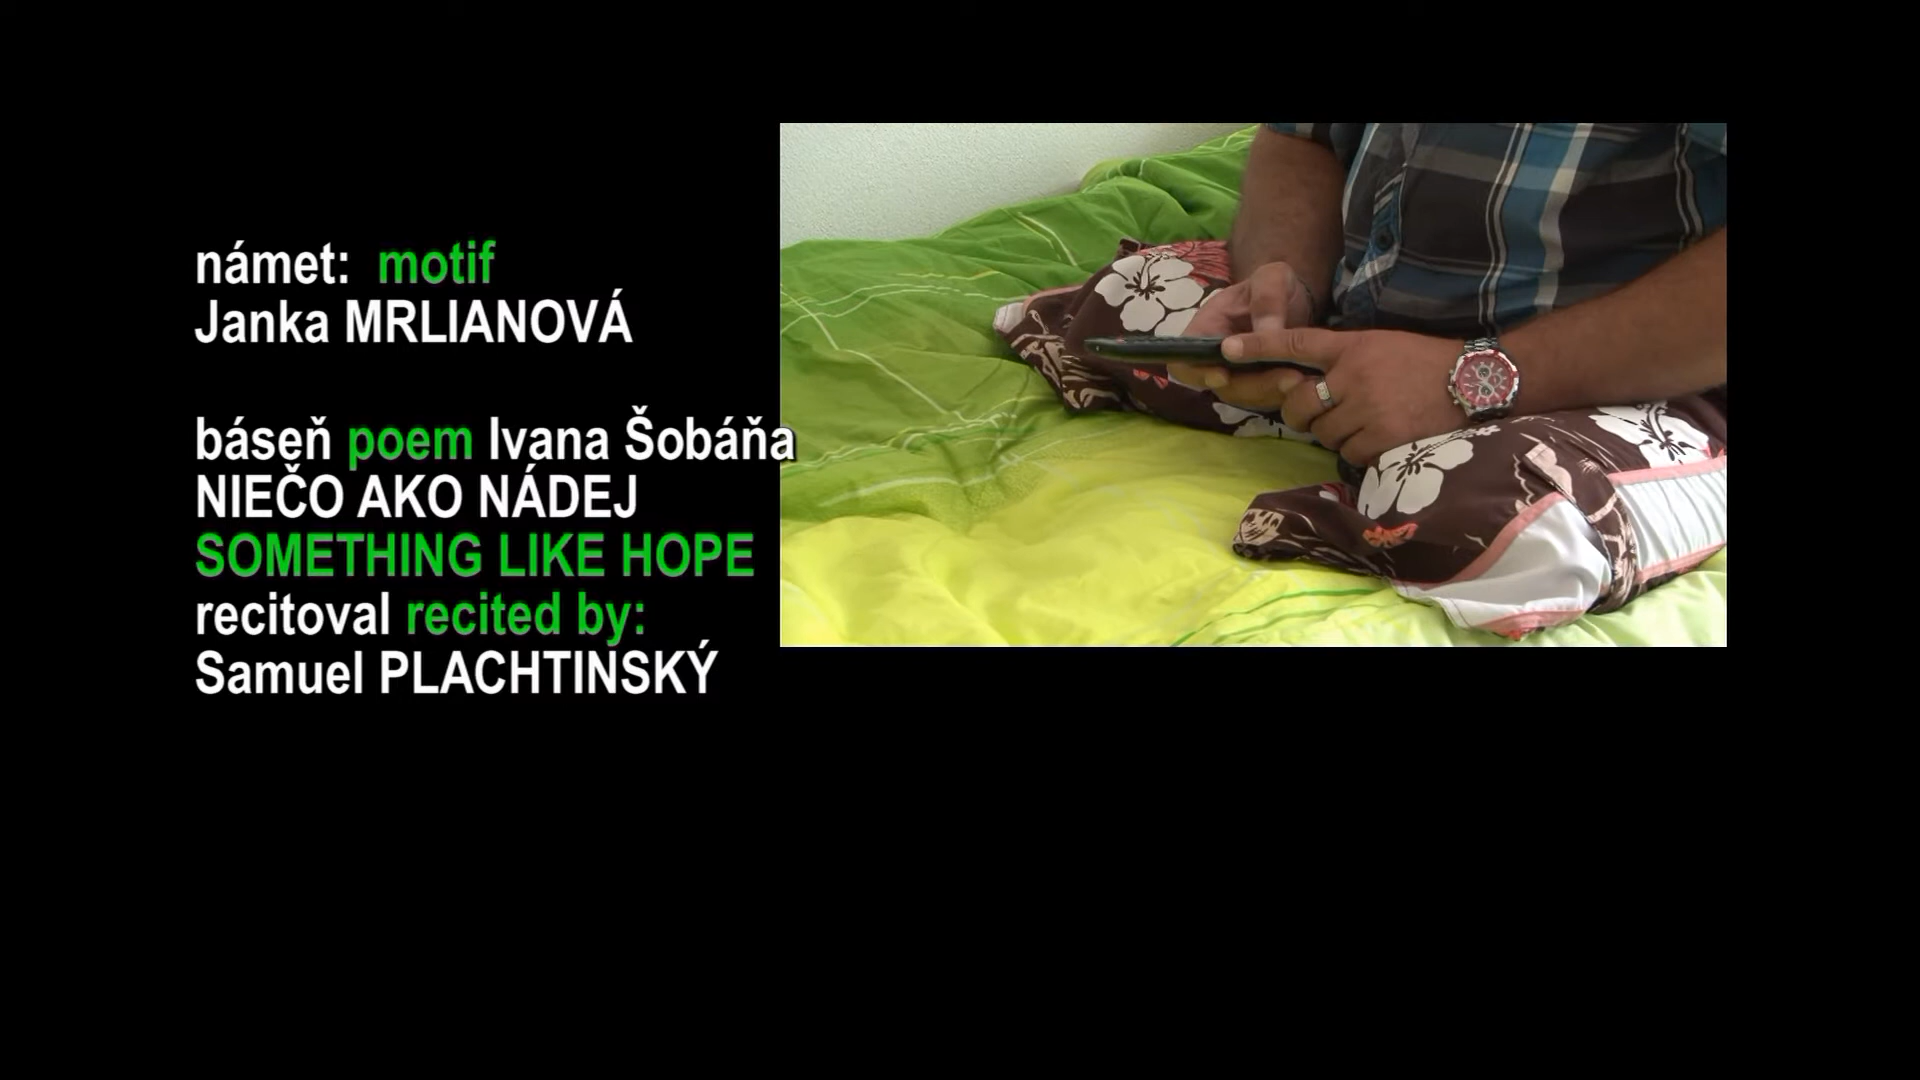 námet: motif
Janka MRLIANOVÁ
báseň poem Ivana Šobáňa
NIEČO AKO NÁDEJ
SOMETHING LIKE HOPE
recitoval recited by:
Samuel PLACHTINSKÝ